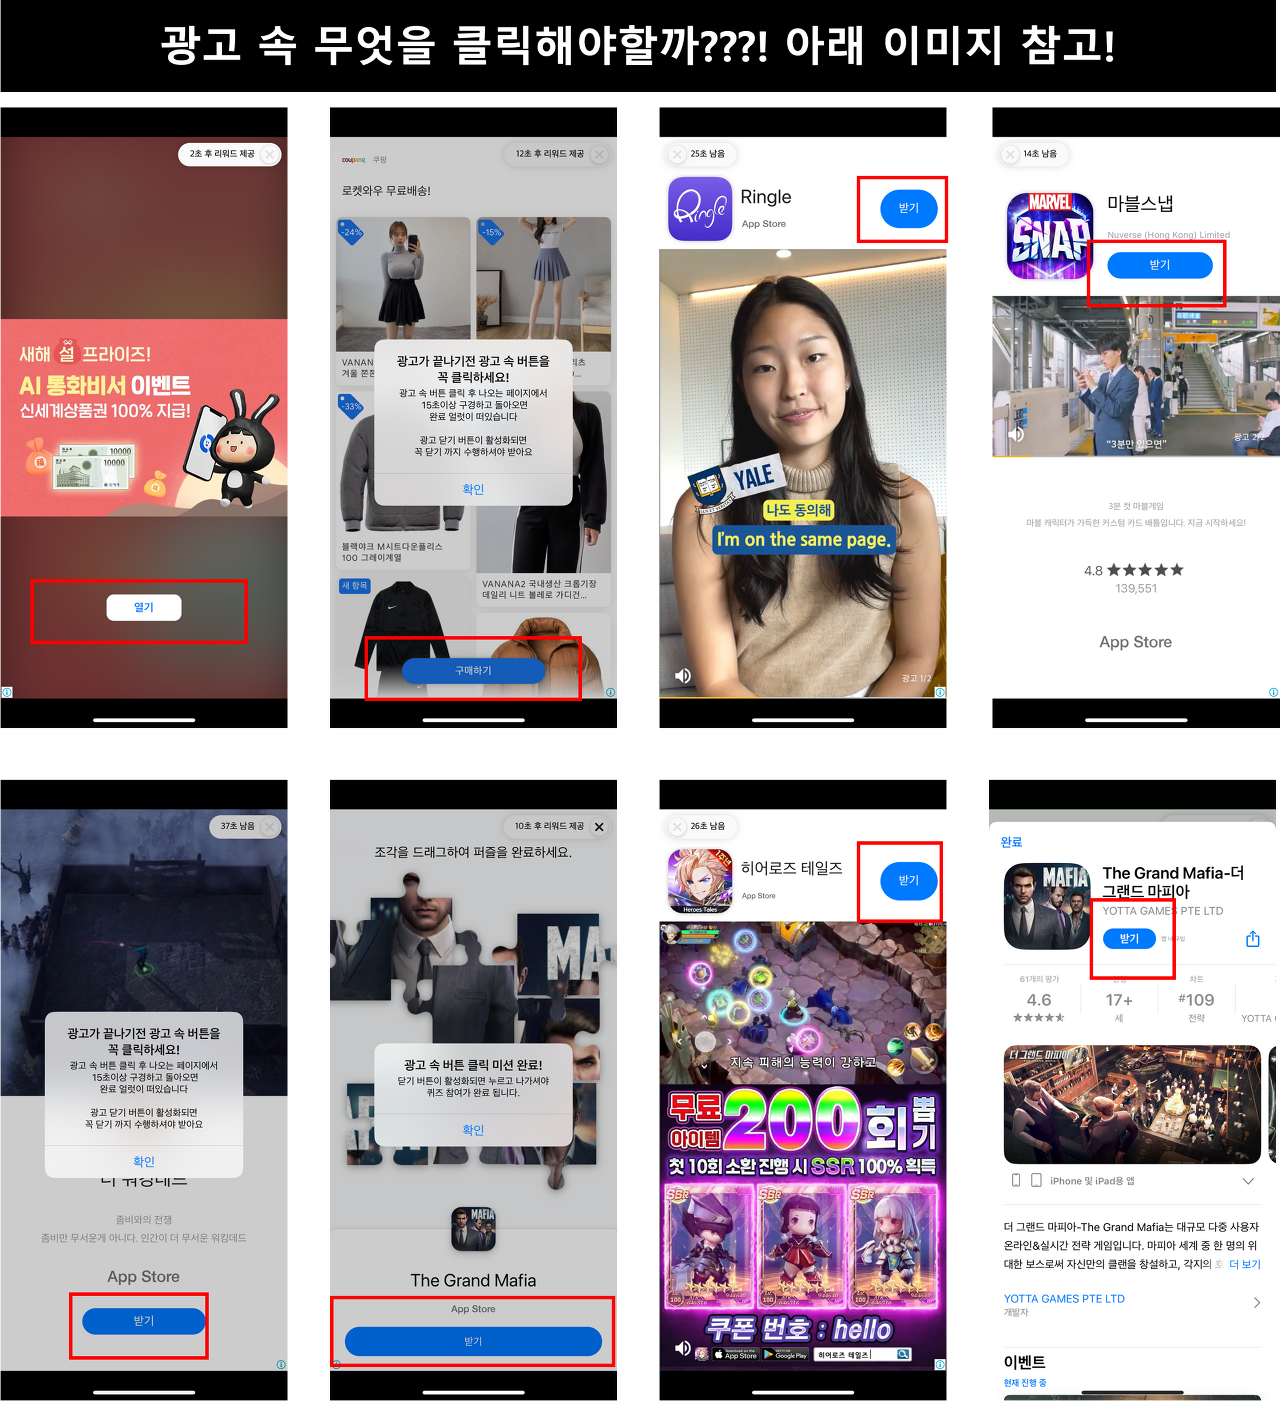 광고 속 무엇을 클릭해야할까???! 아래 이미지 참고!
2초 후 리워드 제공
새해 설 프라이즈!
AI 통화비서 이벤트
신세계상품권 100% 지급!
10000
10000
열기
coupang 쿠팡
12초 후 리워드 제공
로켓와우 무료배송!
-24%
-15%
광고가 끝나기전 광고 속 버튼을
꼭 클릭하세요!
광고 속 버튼 클릭 후 나오는 페이지에서
15초이상 구경하고 돌아오면
완료 얼럿이 떠있습니다
광고 닫기 버튼이 활성화되면
꼭 닫기 까지 수행하셔야 받아요
확인
-33%
블랙야크 M시트다운플리스
100 그레이계열
새 항목
VANANA2 국내생산 크롭기장
데일리 니트 볼레로 가디건...
구매하기
25초 남음
Ringle
Ringle
App Store
받기
YALE
나도 동의해
I'm on the same page.
광고 1/2
14초 남음
MARVEL
SNAP
마블스냅
Nuverse (Hong Kong) Limited
받기
"3분만 있으면"
광고 2/2
3분 컷 마블게임
마블 캐릭터가 가득한 커스텀 카드 배틀입니다. 지금 시작하세요!
4.8 ★★★★★
139,551
App Store
37초 남음
광고가 끝나기전 광고 속 버튼을
꼭 클릭하세요!
광고 속 버튼 클릭 후 나오는 페이지에서
15초이상 구경하고 돌아오면
완료 얼럿이 떠있습니다
광고 닫기 버튼이 활성화되면
꼭 닫기 까지 수행하셔야 받아요
확인
더 워킹데드
좀비와의 전쟁
좀비만 무서운게 아니다. 인간이 더 무서운 워킹데드
App Store
받기
10초 후 리워드 제공
조각을 드래그하여 퍼즐을 완료하세요.
MA
광고 속 버튼 클릭 미션 완료!
닫기 버튼이 활성화되면 누르고 나가셔야
퀴즈 참여가 완료 됩니다.
확인
MAFIA
The Grand Mafia
App Store
받기
26초 남음
1주년
Heroes Tales
히어로즈 테일즈
App Store
받기
지속 피해의 능력이 강하고
무료
아이템
200회
뽑기
첫 10회 소환 진행 시 SSR 100% 획득
SSR SSR SSR
100 100 100
쿠폰 번호 : hello
App Store
Google Play
히어로즈 테일즈
완료
MAFIA
The Grand Mafia-더
그랜드 마피아
YOTTA GAMES PTE LTD
받기
61개의 평가
4.6
17+
세
차트
#109
전략
YOTTA
더 그랜드 마피아
iPhone 및 iPad용 앱
더 그랜드 마피아-The Grand Mafia는 대규모 다중 사용자
온라인&실시간 전략 게임입니다. 마피아 세계 중 한 명의 위
대한 보스로써 자신만의 클랜을 창설하고, 각지의 더 보기
YOTTA GAMES PTE LTD
개발자
이벤트
현재 진행 중